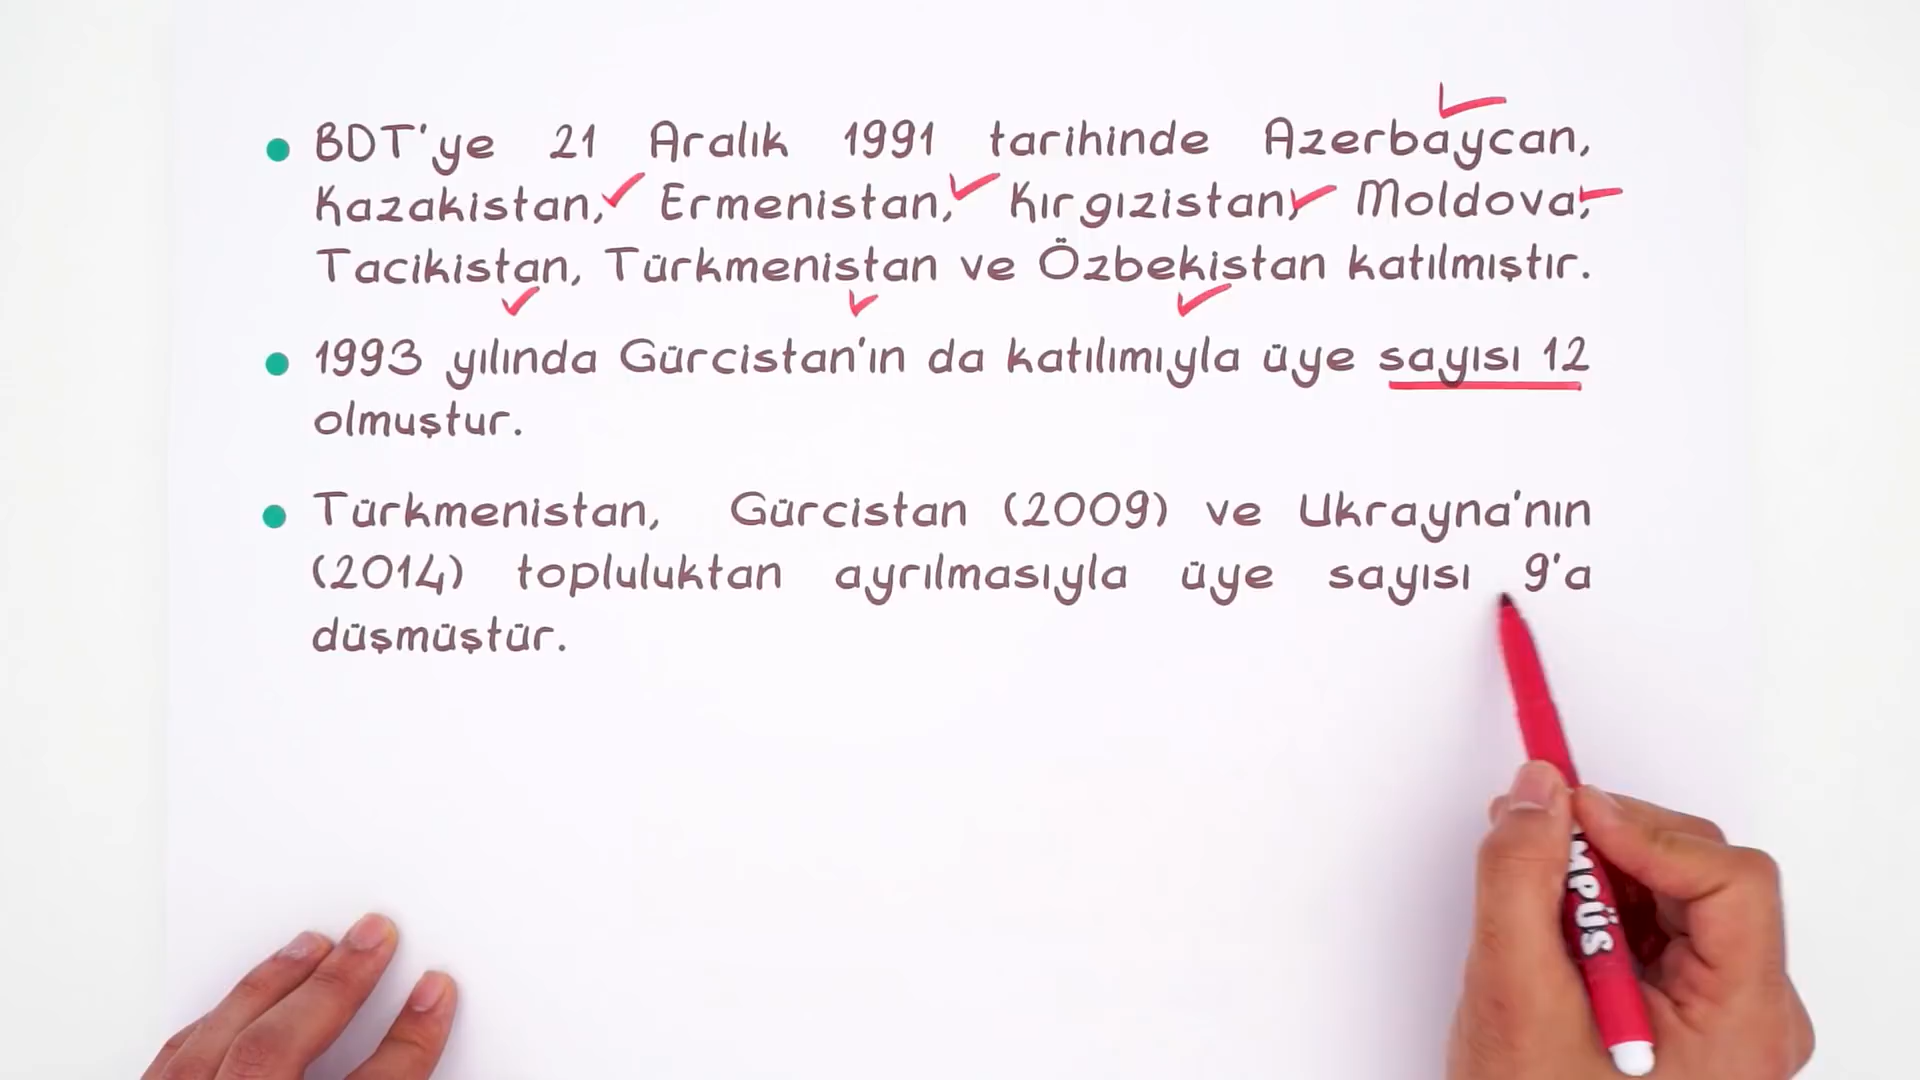 BDT'ye 21 Aralık 1991 tarihinde Azerbaycan,
Kazakistan, Ermenistan, Kırgızistan, Moldova,
Tacikistan, Türkmenistan ve Özbekistan katılmıştır.
1993 yılında Gürcistan'ın da katılımıyla üye sayısı 12
olmuştur.
Türkmenistan, Gürcistan (2009) ve Ukrayna'nın
(2014) topluluktan ayrılmasıyla üye sayısı 9'a
düşmüştür.
MPÜS